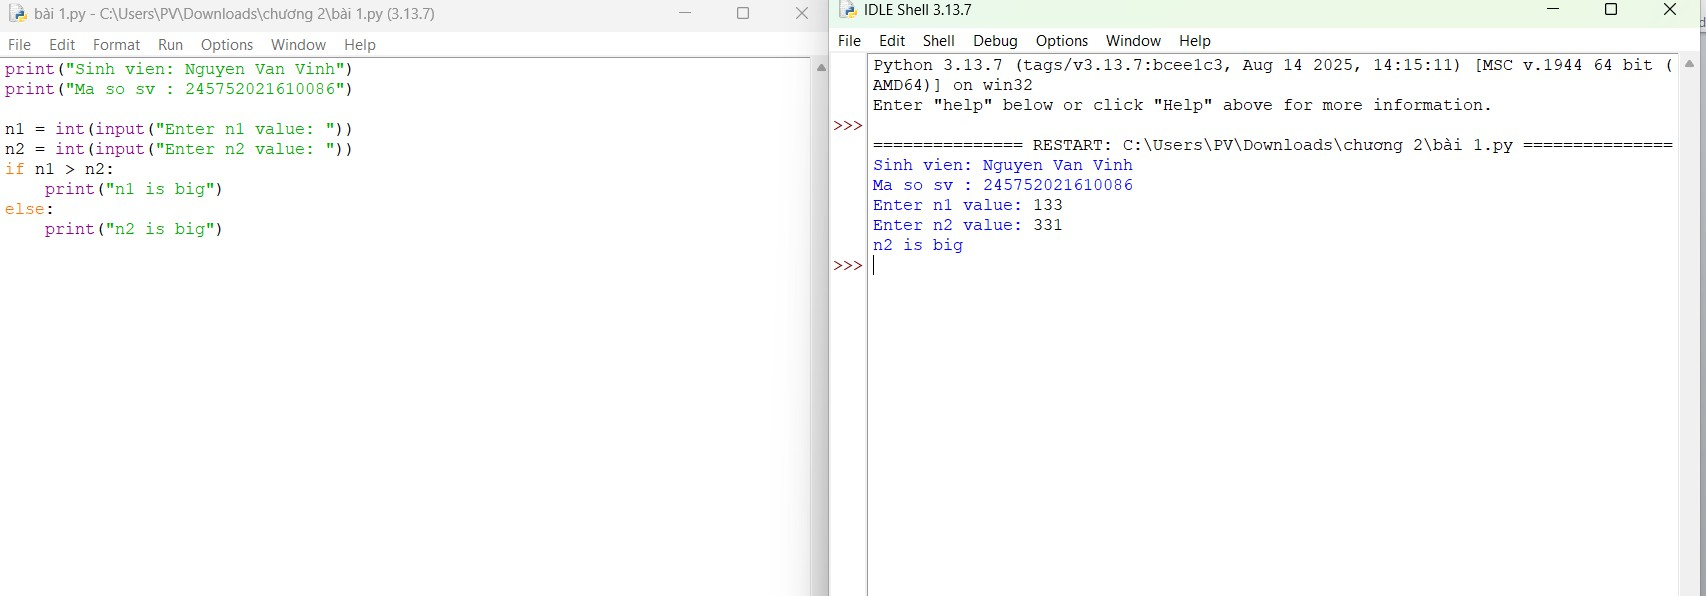 bài 1.py - C:\Users\PV\Downloads\chương 2\bài 1.py (3.13.7)
File Edit Format Run Options Window Help
print("Sinh vien: Nguyen Van Vinh")
print("Ma so sv : 245752021610086")
n1 = int(input("Enter n1 value: "))
n2 = int(input("Enter n2 value: "))
if n1 > n2:
    print("n1 is big")
else:
    print("n2 is big")
IDLE Shell 3.13.7
File Edit Shell Debug Options Window Help
Python 3.13.7 (tags/v3.13.7:bcee1c3, Aug 14 2025, 14:15:11) [MSC v.1944 64 bit (
AMD64)] on win32
Enter "help" below or click "Help" above for more information.
>>>
=============== RESTART: C:\Users\PV\Downloads\chương 2\bài 1.py ===============
Sinh vien: Nguyen Van Vinh
Ma so sv : 245752021610086
Enter n1 value: 133
Enter n2 value: 331
n2 is big
>>>